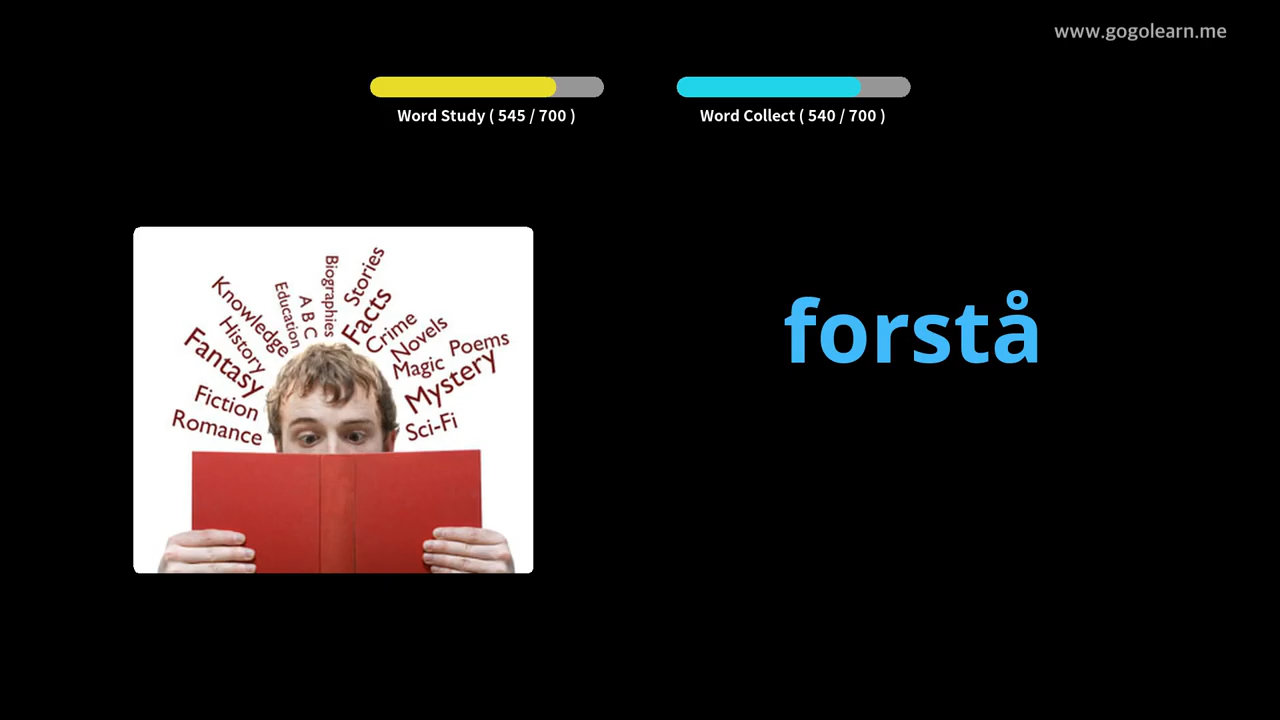 www.gogolearn.me
Word Study ( 545 / 700 )
Word Collect ( 540 / 700 )
forstå
Biographies
Stories
Education
A B C
Facts
Knowledge
Crime
History
Novels
Poems
Fantasy
Magic
Mystery
Fiction
Romance
Sci-Fi